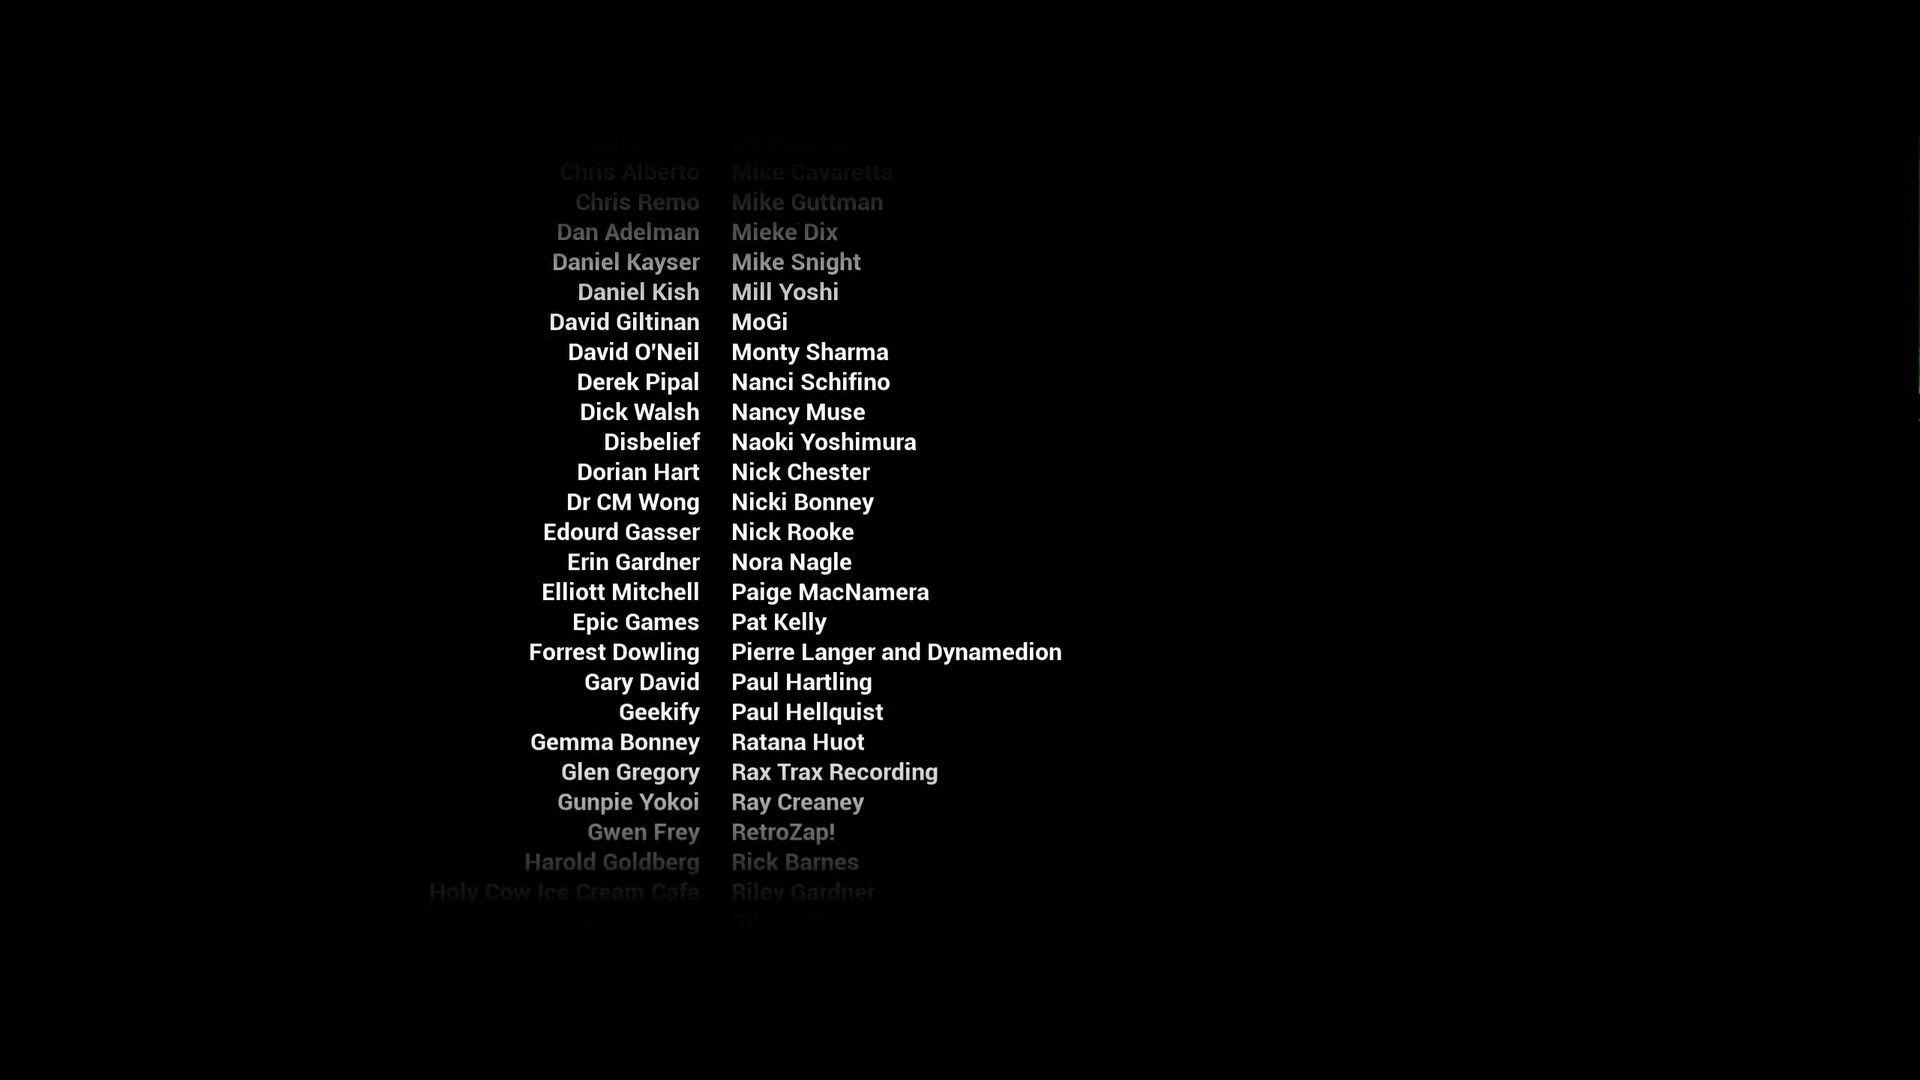 Chris Alberto Mike Cavaretta
Chris Remo Mike Guttman
Dan Adelman Mieke Dix
Daniel Kayser Mike Snight
Daniel Kish Mill Yoshi
David Giltinan MoGi
David O'Neil Monty Sharma
Derek Pipal Nanci Schifino
Dick Walsh Nancy Muse
Disbelief Naoki Yoshimura
Dorian Hart Nick Chester
Dr CM Wong Nicki Bonney
Edourd Gasser Nick Rooke
Erin Gardner Nora Nagle
Elliott Mitchell Paige MacNamera
Epic Games Pat Kelly
Forrest Dowling Pierre Langer and Dynamedion
Gary David Paul Hartling
Geekify Paul Hellquist
Gemma Bonney Ratana Huot
Glen Gregory Rax Trax Recording
Gunpie Yokoi Ray Creaney
Gwen Frey RetroZap!
Harold Goldberg Rick Barnes
Holy Cow Ice Cream Cafe Riley Gardner